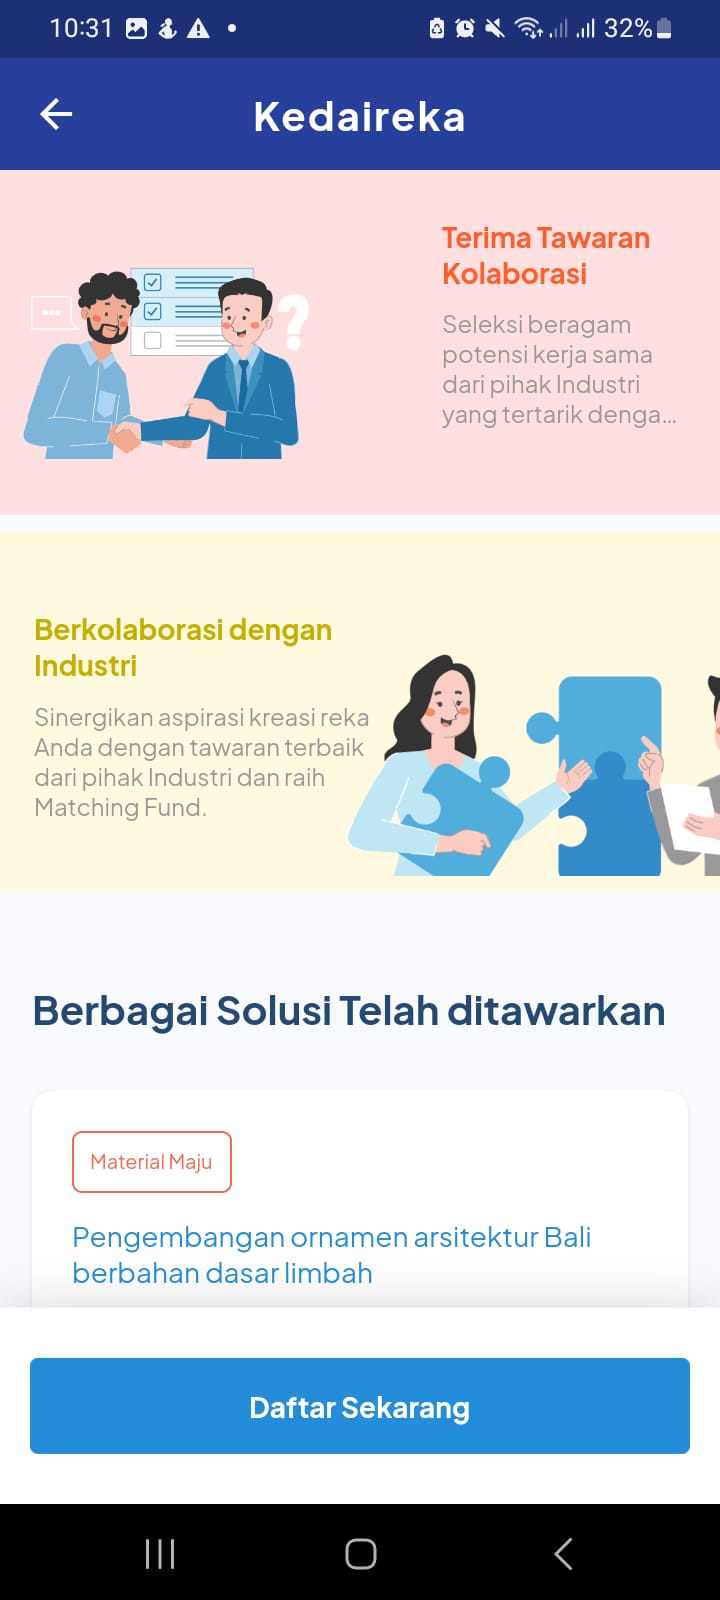 10:31
32%
Kedaireka
Terima Tawaran
Kolaborasi
Seleksi beragam
potensi kerja sama
dari pihak Industri
yang tertarik denga...
?
Berkolaborasi dengan
Industri
Sinergikan aspirasi kreasi reka
Anda dengan tawaran terbaik
dari pihak Industri dan raih
Matching Fund.
Berbagai Solusi Telah ditawarkan
Material Maju
Pengembangan ornamen arsitektur Bali
berbahan dasar limbah
Daftar Sekarang